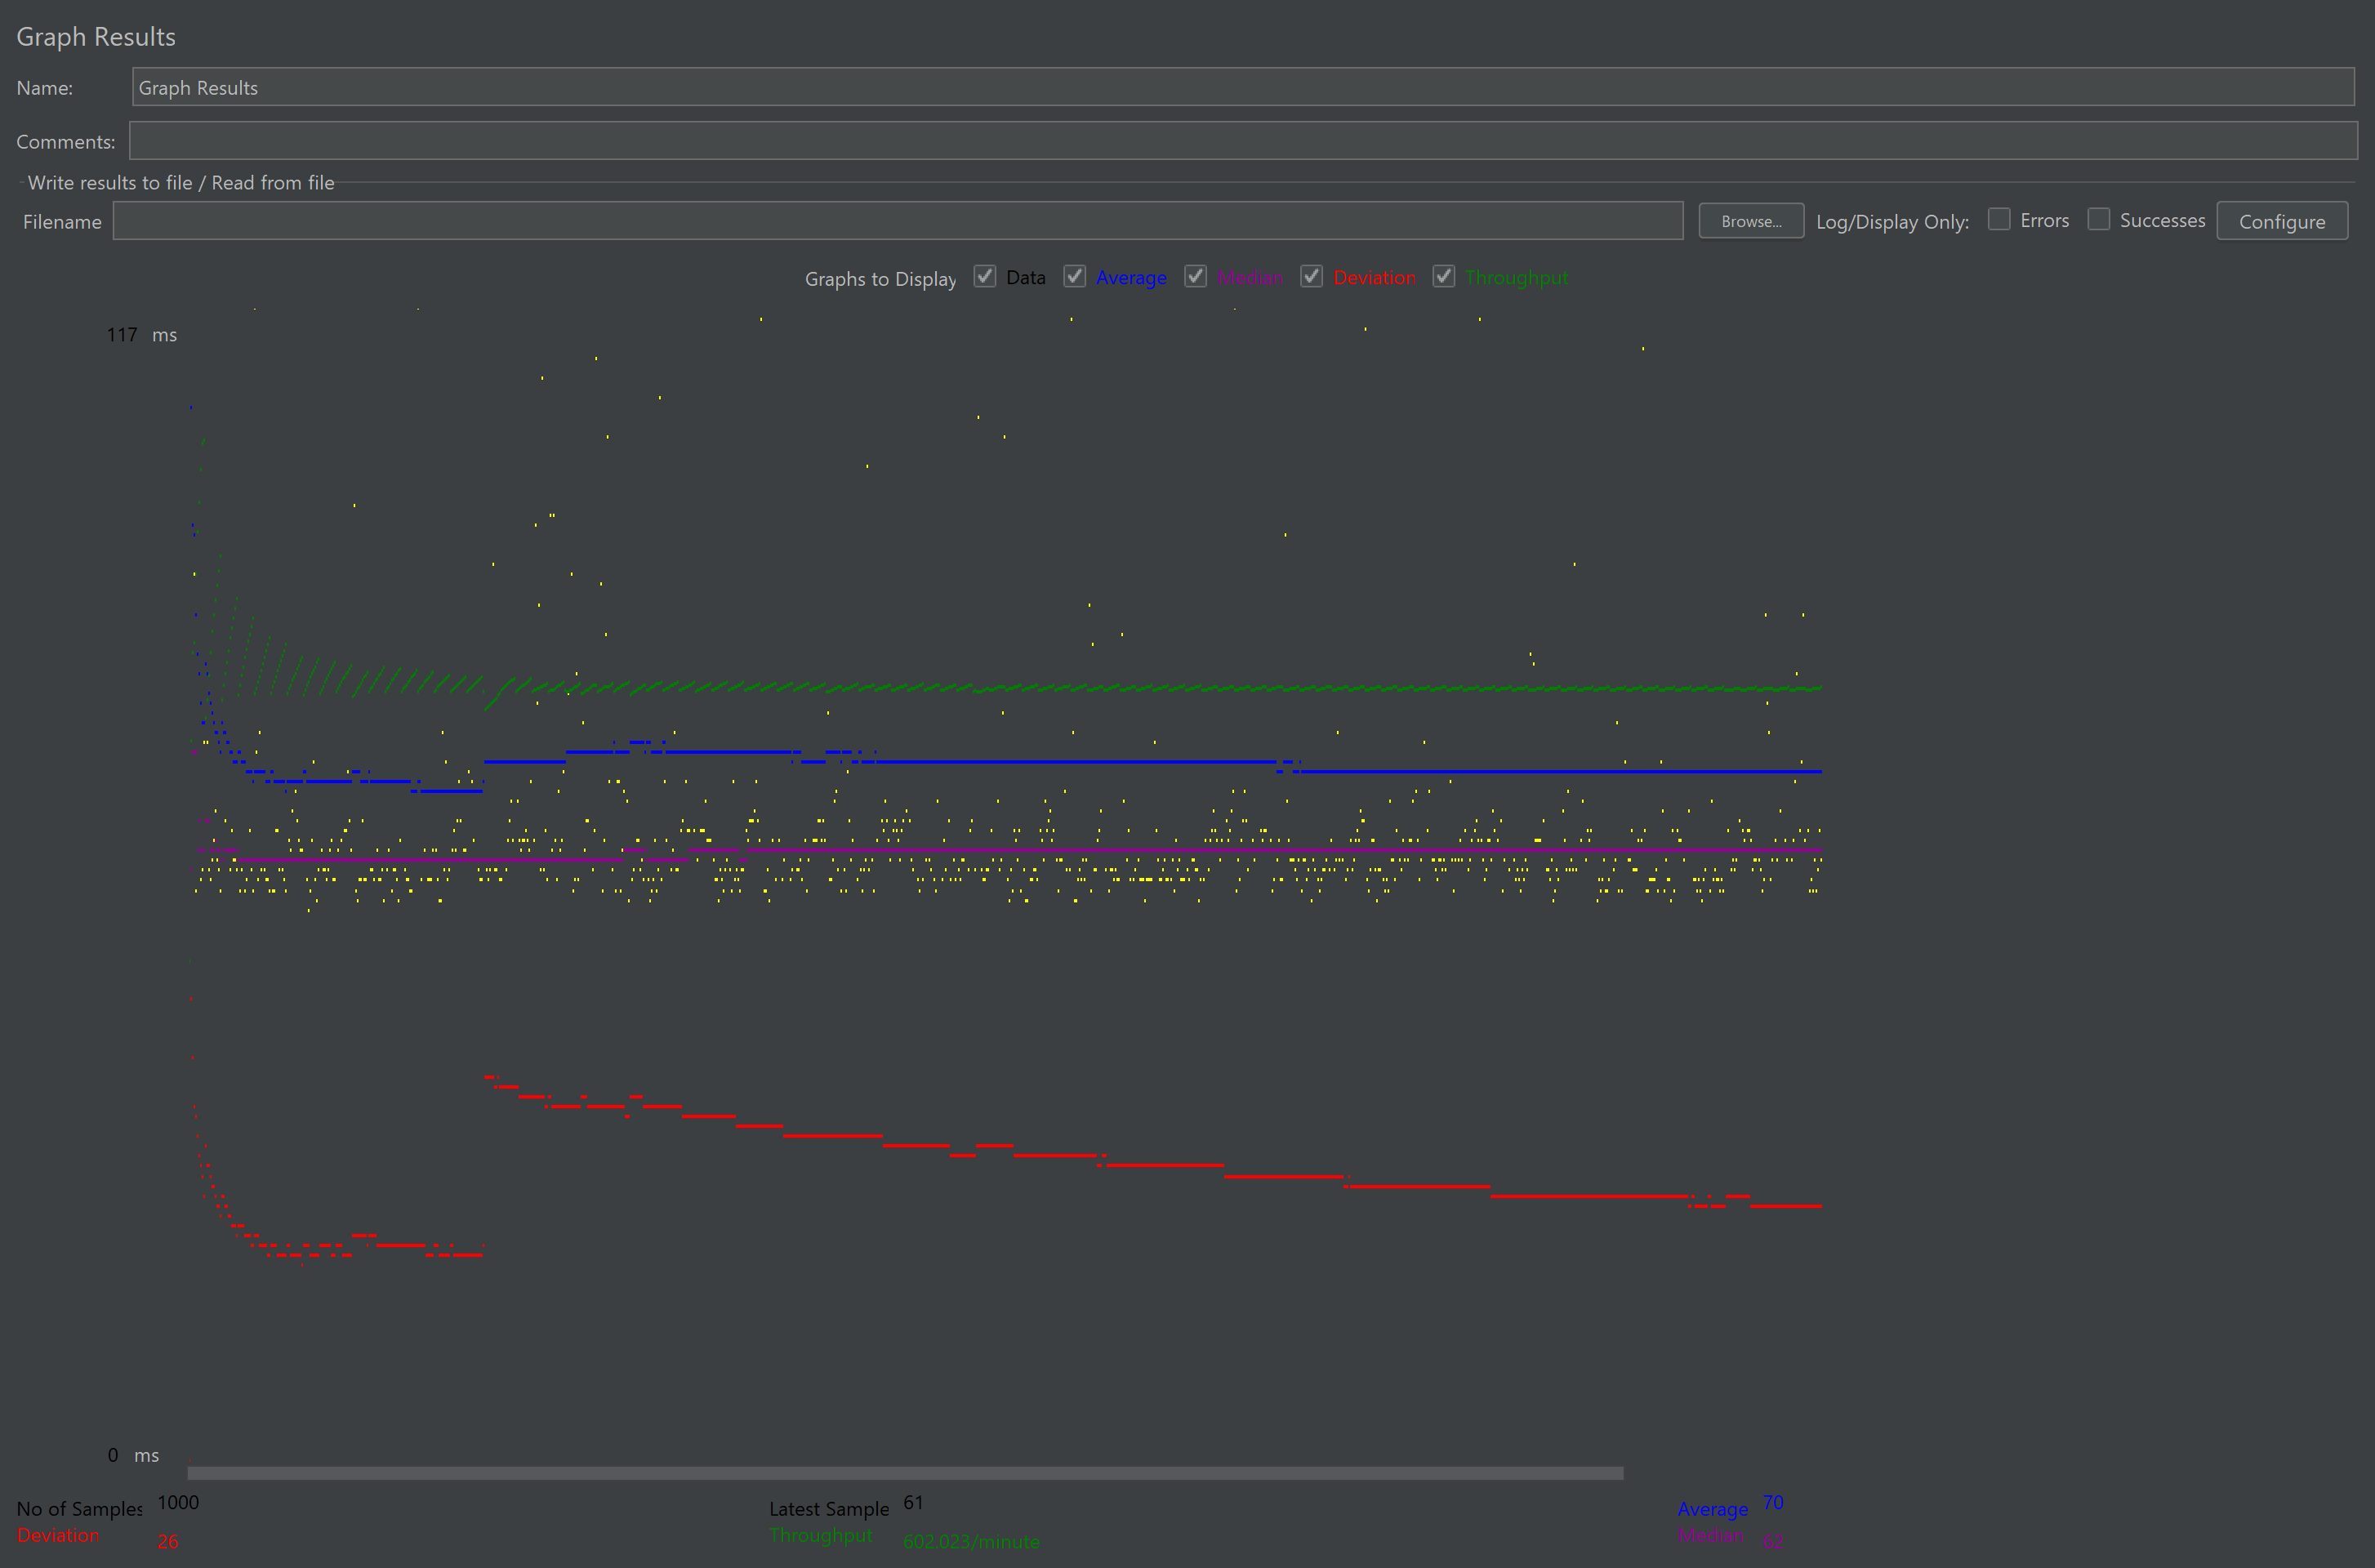 Graph Results
Name: Graph Results
Comments:
Write results to file / Read from file
Filename Browse... Log/Display Only: Errors Successes Configure
Graphs to Display Data Average Median Deviation Throughput
117 ms
0 ms
No of Samples 1000 Latest Sample 61 Average 70
Deviation 26 Throughput 602.023/minute Median 62